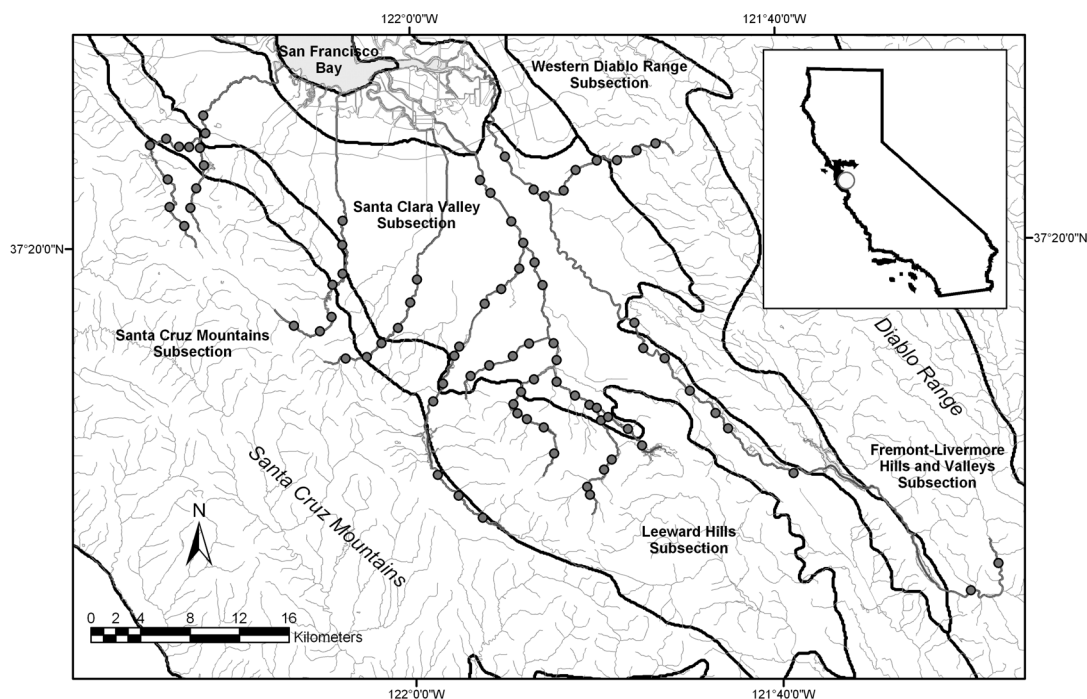 122°0'0"W
121°40'0"W
San Francisco
Bay
Western Diablo Range
Subsection
Santa Clara Valley
Subsection
37°20'0"N
37°20'0"N
Santa Cruz Mountains
Subsection
Diablo Range
Fremont-Livermore
Hills and Valleys
Subsection
Santa Cruz Mountains
N
Leeward Hills
Subsection
0 2 4 8 12 16
Kilometers
122°0'0"W
121°40'0"W